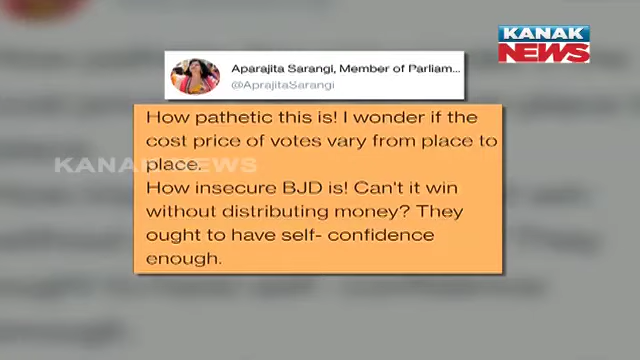 KANAK
NEWS
Aparajita Sarangi, Member of Parliam...
@AprajitaSarangi
How pathetic this is! I wonder if the
cost price of votes vary from place to
place.
KANAK NEWS
How insecure BJD is! Can't it win
without distributing money? They
ought to have self- confidence
enough.